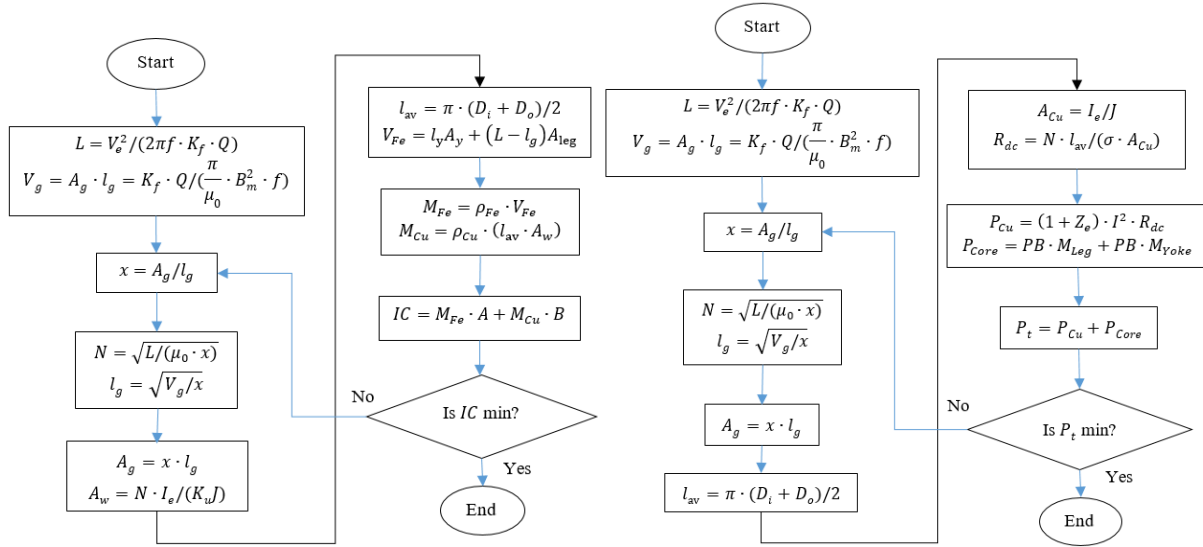 Start
L = V_e^2/(2πf · K_f · Q)
V_g = A_g · l_g = K_f · Q/(π/μ_0 · B_m^2 · f)
x = A_g/l_g
N = √(L/(μ_0 · x))
l_g = √(V_g/x)
A_g = x · l_g
A_w = N · I_e/(K_u J)
l_av = π · (D_i + D_o)/2
V_Fe = l_y A_y + (L − l_g)A_leg
M_Fe = ρ_Fe · V_Fe
M_Cu = ρ_Cu · (l_av · A_w)
IC = M_Fe · A + M_Cu · B
No
Is IC min?
Yes
End
Start
L = V_e^2/(2πf · K_f · Q)
V_g = A_g · l_g = K_f · Q/(π/μ_0 · B_m^2 · f)
x = A_g/l_g
N = √(L/(μ_0 · x))
l_g = √(V_g/x)
A_g = x · l_g
l_av = π · (D_i + D_o)/2
A_Cu = I_e/J
R_dc = N · l_av/(σ · A_Cu)
P_Cu = (1 + Z_e) · I^2 · R_dc
P_Core = PB · M_Leg + PB · M_Yoke
P_t = P_Cu + P_Core
No
Is P_t min?
Yes
End